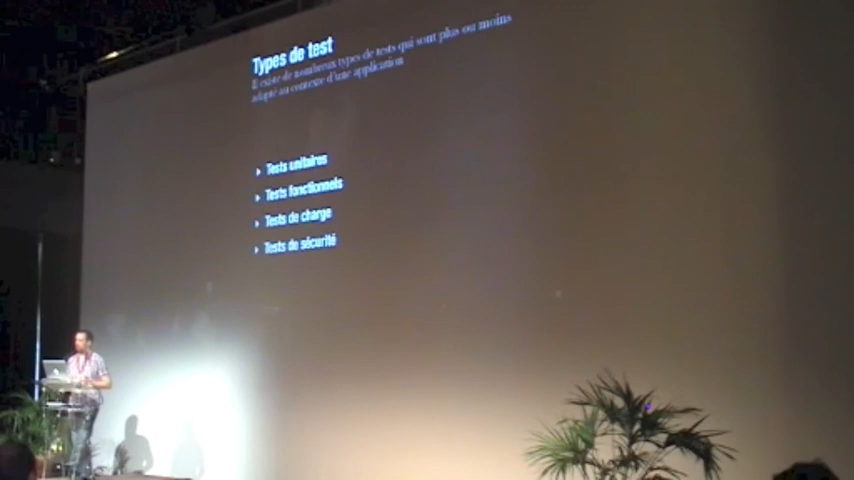 Types de test
Il existe de nombreux types de tests qui sont plus ou moins
adapté au contexte d'une application
Tests unitaires
Tests fonctionnels
Tests de charge
Tests de sécurité